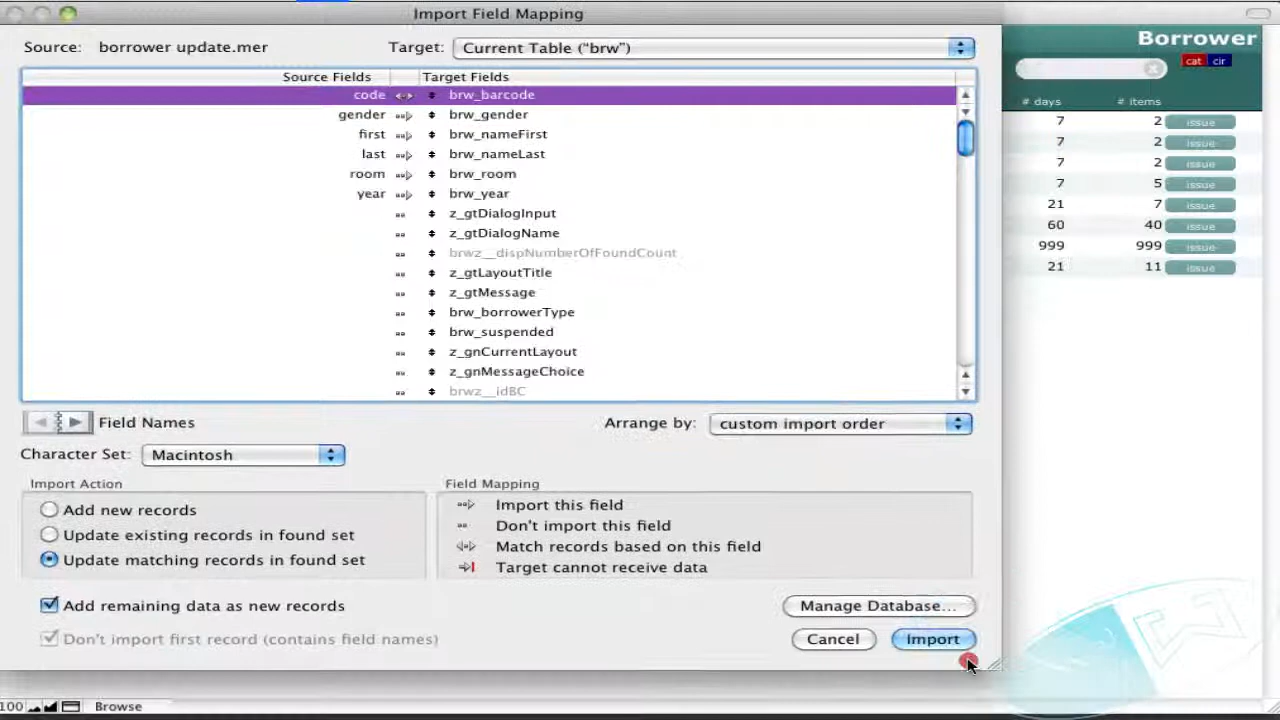 Import Field Mapping
Source: borrower update.mer Target: Current Table ("brw")
Source Fields Target Fields
code brw_barcode
gender brw_gender
first brw_nameFirst
last brw_nameLast
room brw_room
year brw_year
z_gtDialogInput
z_gtDialogName
brwz__dispNumberOfFoundCount
z_gtLayoutTitle
z_gtMessage
brw_borrowerType
brw_suspended
z_gnCurrentLayout
z_gnMessageChoice
brwz__idBC
Field Names Arrange by: custom import order
Character Set: Macintosh
Import Action
Add new records
Update existing records in found set
Update matching records in found set
Field Mapping
Import this field
Don't import this field
Match records based on this field
Target cannot receive data
Add remaining data as new records
Manage Database...
Don't import first record (contains field names)
Cancel Import
Borrower
cat cir
# days # items
7 2 issue
7 2 issue
7 2 issue
7 5 issue
21 7 issue
60 40 issue
999 999 issue
21 11 issue
100 Browse